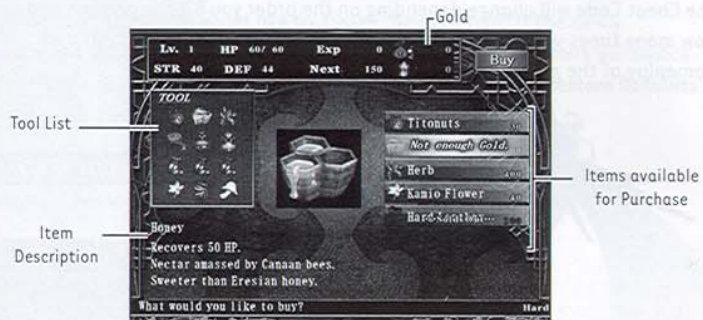 Gold
Lv. 1 HP 60/ 60 Exp 0 0
STR 40 DEF 44 Next 150 0
Buy
TOOL
Tool List
Titonuts
Not enough Gold.
Herb 400
Kamio Flower 40
Items available
for Purchase
Item
Description
Honey
Recovers 50 HP.
Nectar amassed by Canaan bees.
Sweeter than Eresian honey.
What would you like to buy? Hard